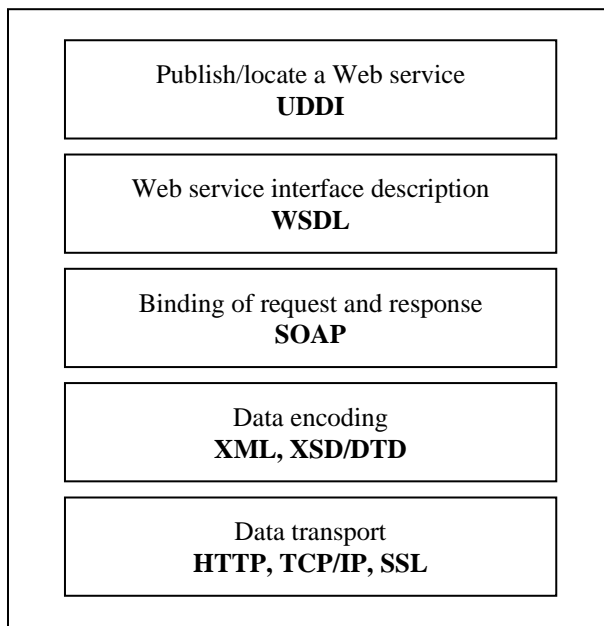 Publish/locate a Web service
UDDI
Web service interface description
WSDL
Binding of request and response
SOAP
Data encoding
XML, XSD/DTD
Data transport
HTTP, TCP/IP, SSL